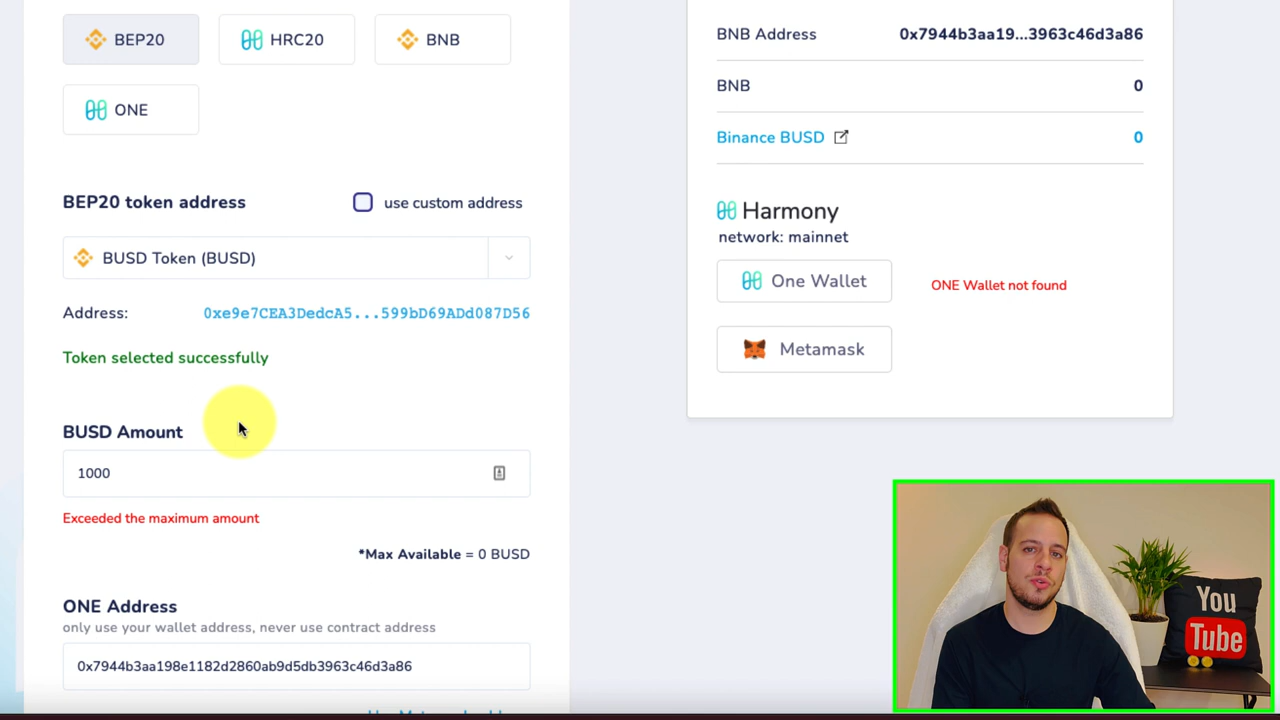 BEP20
HRC20
BNB
ONE
BEP20 token address
use custom address
BUSD Token (BUSD)
Address: 0xe9e7CEA3DedcA5...599bD69ADd087D56
Token selected successfully
BUSD Amount
1000
Exceeded the maximum amount
*Max Available = 0 BUSD
ONE Address
only use your wallet address, never use contract address
0x7944b3aa198e1182d2860ab9d5db3963c46d3a86
BNB Address 0x7944b3aa19...3963c46d3a86
BNB 0
Binance BUSD 0
Harmony
network: mainnet
One Wallet
ONE Wallet not found
Metamask
You
Tube